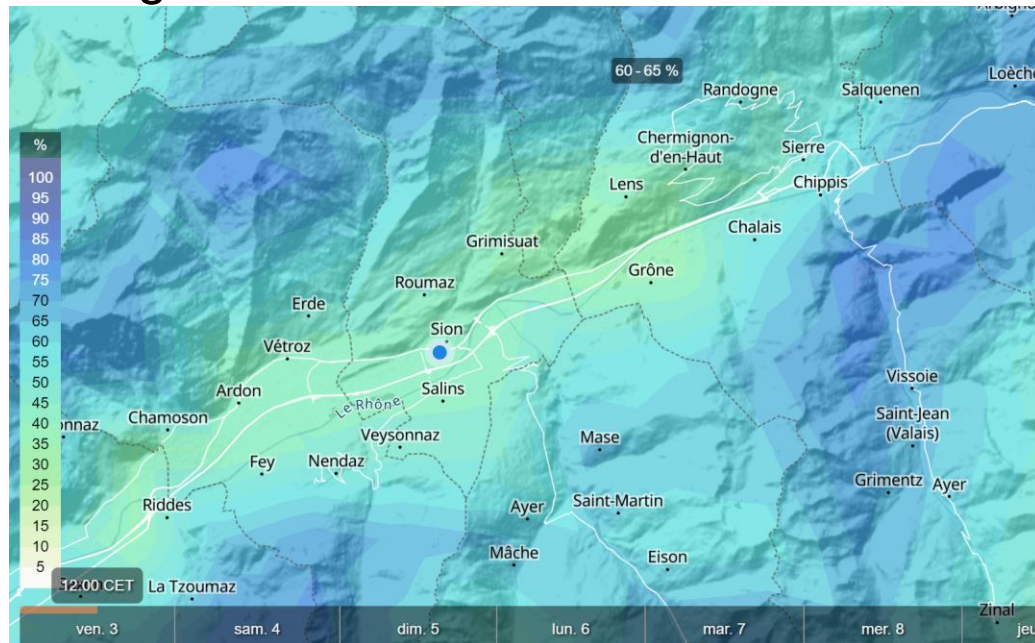 Arbign
60 - 65 %
Randogne
Salquenen
Loèche
Chermignon-
d'en-Haut
Sierre
Lens
Chippis
Chalais
Grimisuat
Grône
Roumaz
Erde
Sion
Vétroz
Ardon
Salins
Le Rhône
Chamoson
onnaz
Veysonnaz
Fey
Nendaz
Riddes
Mase
Vissoie
Saint-Jean
(Valais)
Grimentz
Ayer
Ayer
Saint-Martin
Mâche
Eison
La Tzoumaz
Zinal
%
100
95
90
85
80
75
70
65
60
55
50
45
40
35
30
25
20
15
10
5
12:00 CET
ven. 3
sam. 4
dim. 5
lun. 6
mar. 7
mer. 8
jeu